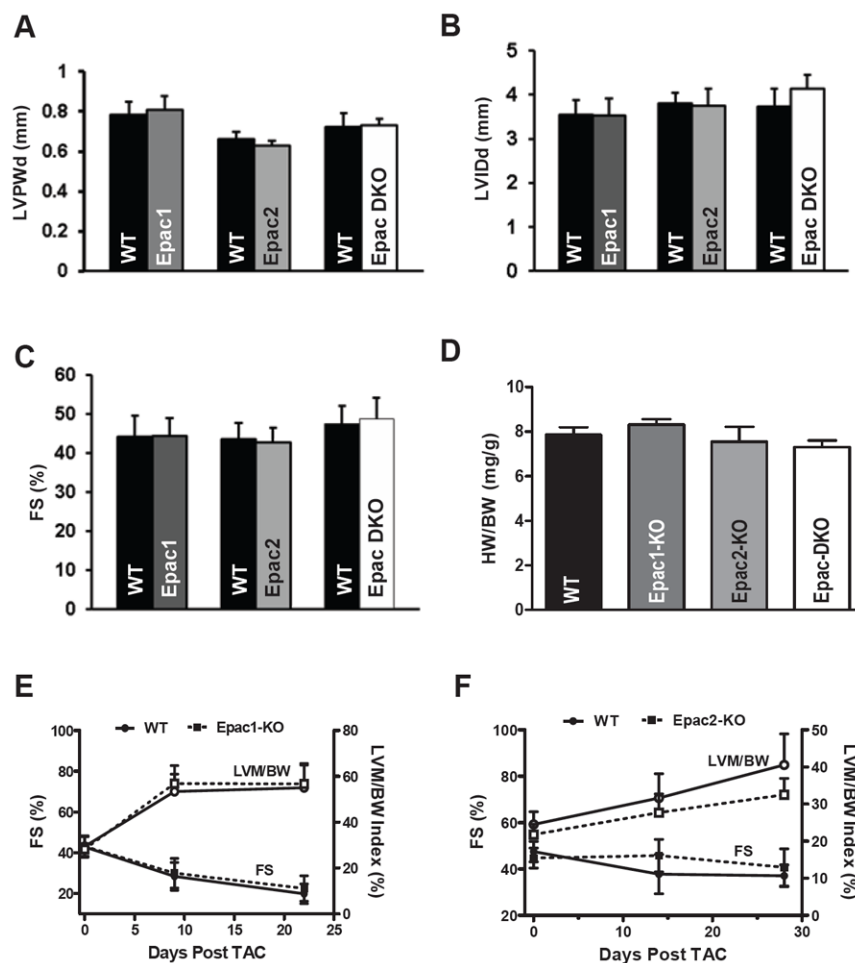 A
LVPWd (mm)
1
0.8
0.6
0.4
0.2
0
WT
Epac1
WT
Epac2
WT
Epac DKO
B
LVIDd (mm)
5
4
3
2
1
0
WT
Epac1
WT
Epac2
WT
Epac DKO
C
FS (%)
60
50
40
30
20
10
0
WT
Epac1
WT
Epac2
WT
Epac DKO
D
HW/BW (mg/g)
10
8
6
4
2
0
WT
Epac1-KO
Epac2-KO
Epac-DKO
E
WT Epac1-KO
FS (%)
100
80
60
40
20
LVM/BW
FS
80
60
40
20
0
LVM/BW Index (%)
0 5 10 15 20 25
Days Post TAC
F
WT Epac2-KO
FS (%)
100
80
60
40
20
LVM/BW
FS
50
40
30
20
10
0
LVM/BW Index (%)
0 10 20 30
Days Post TAC